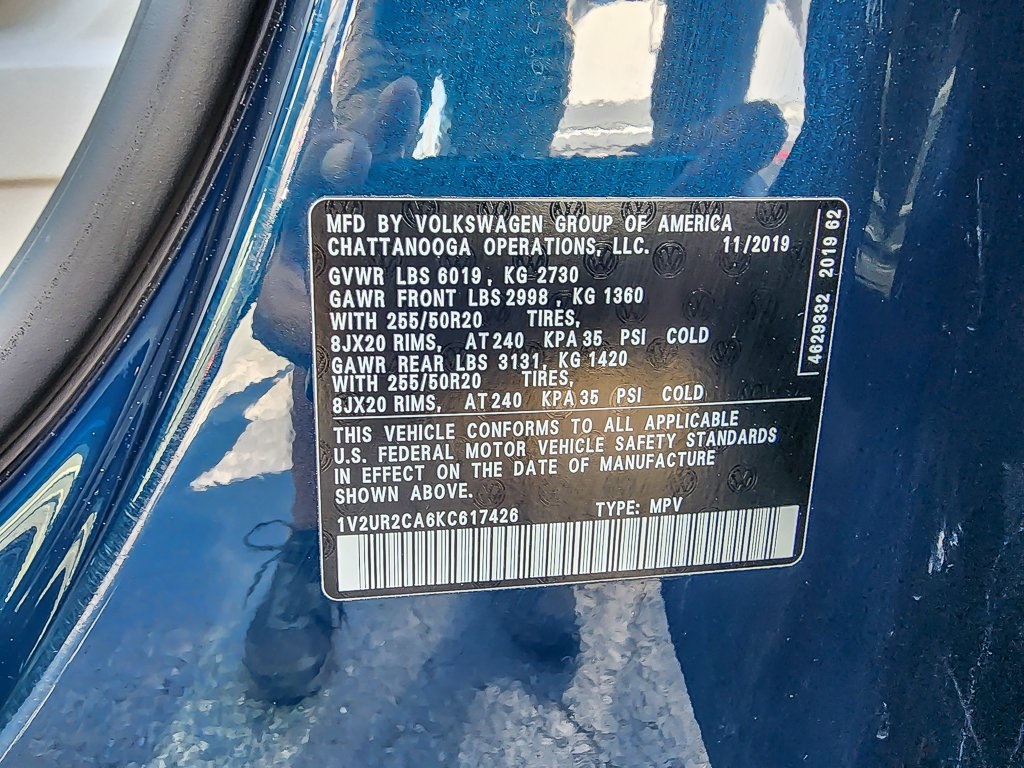 MFD BY VOLKSWAGEN GROUP OF AMERICA
CHATTANOOGA OPERATIONS, LLC. 11/2019
GVWR LBS 6019, KG 2730
GAWR FRONT LBS 2998, KG 1360
WITH 255/50R20 TIRES,
8JX20 RIMS, AT 240 KPA 35 PSI COLD
GAWR REAR LBS 3131, KG 1420
WITH 255/50R20 TIRES,
8JX20 RIMS, AT 240 KPA 35 PSI COLD
THIS VEHICLE CONFORMS TO ALL APPLICABLE
U.S. FEDERAL MOTOR VEHICLE SAFETY STANDARDS
IN EFFECT ON THE DATE OF MANUFACTURE
SHOWN ABOVE.
1V2UR2CA6KC617426 TYPE: MPV
4629332 2019 62